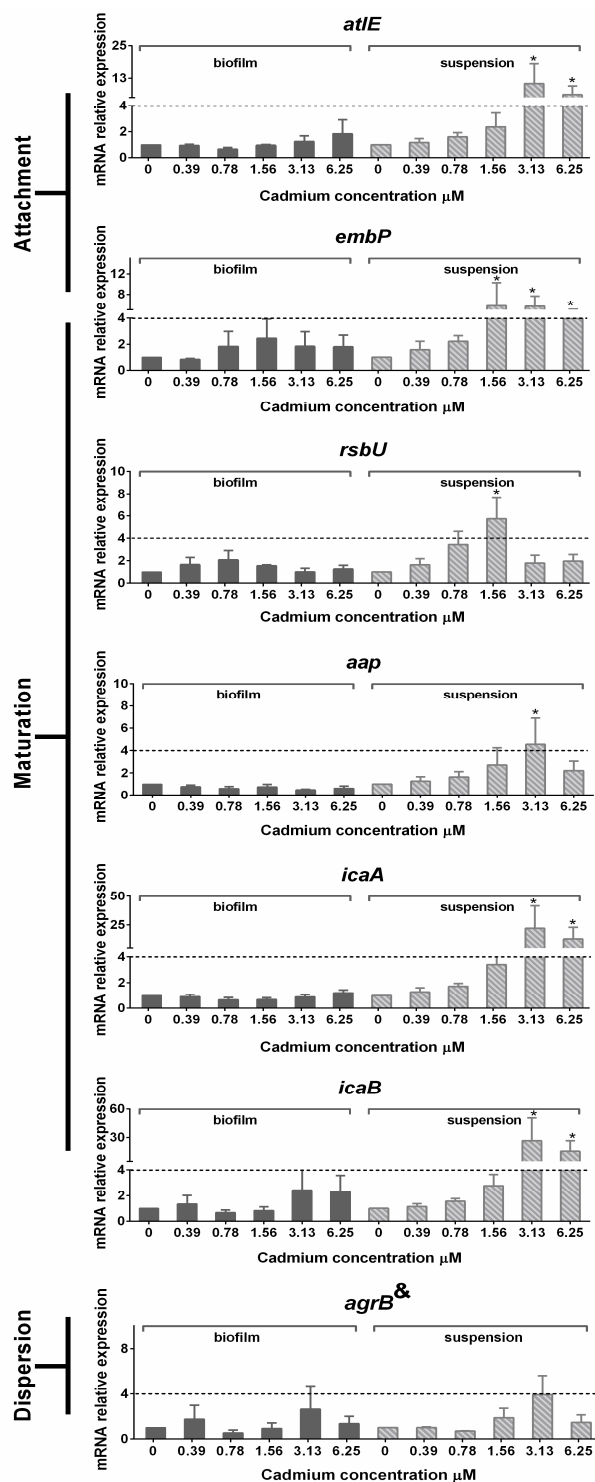 Attachment
atlE
mRNA relative expression
25
13
4
2
0
biofilm
suspension
*
*
0 0.39 0.78 1.56 3.13 6.25 0 0.39 0.78 1.56 3.13 6.25
Cadmium concentration μM
embP
mRNA relative expression
12
8
4
2
0
biofilm
suspension
*
*
*
0 0.39 0.78 1.56 3.13 6.25 0 0.39 0.78 1.56 3.13 6.25
Cadmium concentration μM
Maturation
rsbU
mRNA relative expression
10
8
6
4
2
0
biofilm
suspension
*
0 0.39 0.78 1.56 3.13 6.25 0 0.39 0.78 1.56 3.13 6.25
Cadmium concentration μM
aap
mRNA relative expression
10
8
6
4
2
0
biofilm
suspension
*
0 0.39 0.78 1.56 3.13 6.25 0 0.39 0.78 1.56 3.13 6.25
Cadmium concentration μM
icaA
mRNA relative expression
50
25
4
2
0
biofilm
suspension
*
*
0 0.39 0.78 1.56 3.13 6.25 0 0.39 0.78 1.56 3.13 6.25
Cadmium concentration μM
icaB
mRNA relative expression
60
30
4
2
0
biofilm
suspension
*
*
0 0.39 0.78 1.56 3.13 6.25 0 0.39 0.78 1.56 3.13 6.25
Cadmium concentration μM
Dispersion
agrB&
mRNA relative expression
8
4
0
biofilm
suspension
0 0.39 0.78 1.56 3.13 6.25 0 0.39 0.78 1.56 3.13 6.25
Cadmium concentration μM